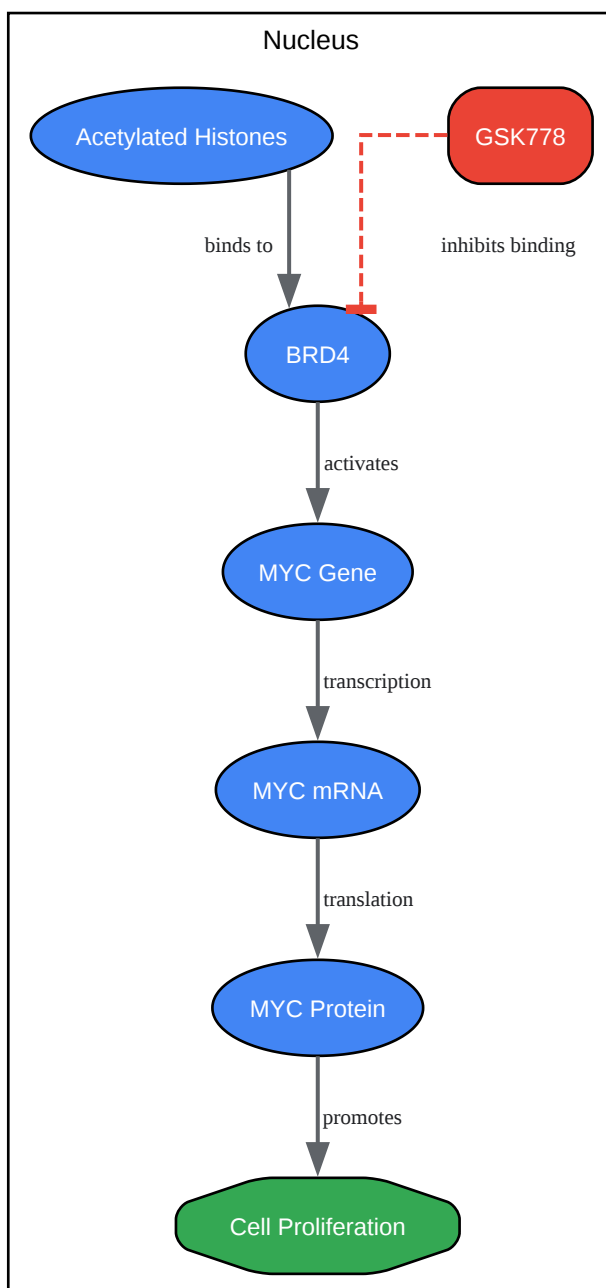 Nucleus
Acetylated Histones
GSK778
binds to
inhibits binding
BRD4
activates
MYC Gene
transcription
MYC mRNA
translation
MYC Protein
promotes
Cell Proliferation